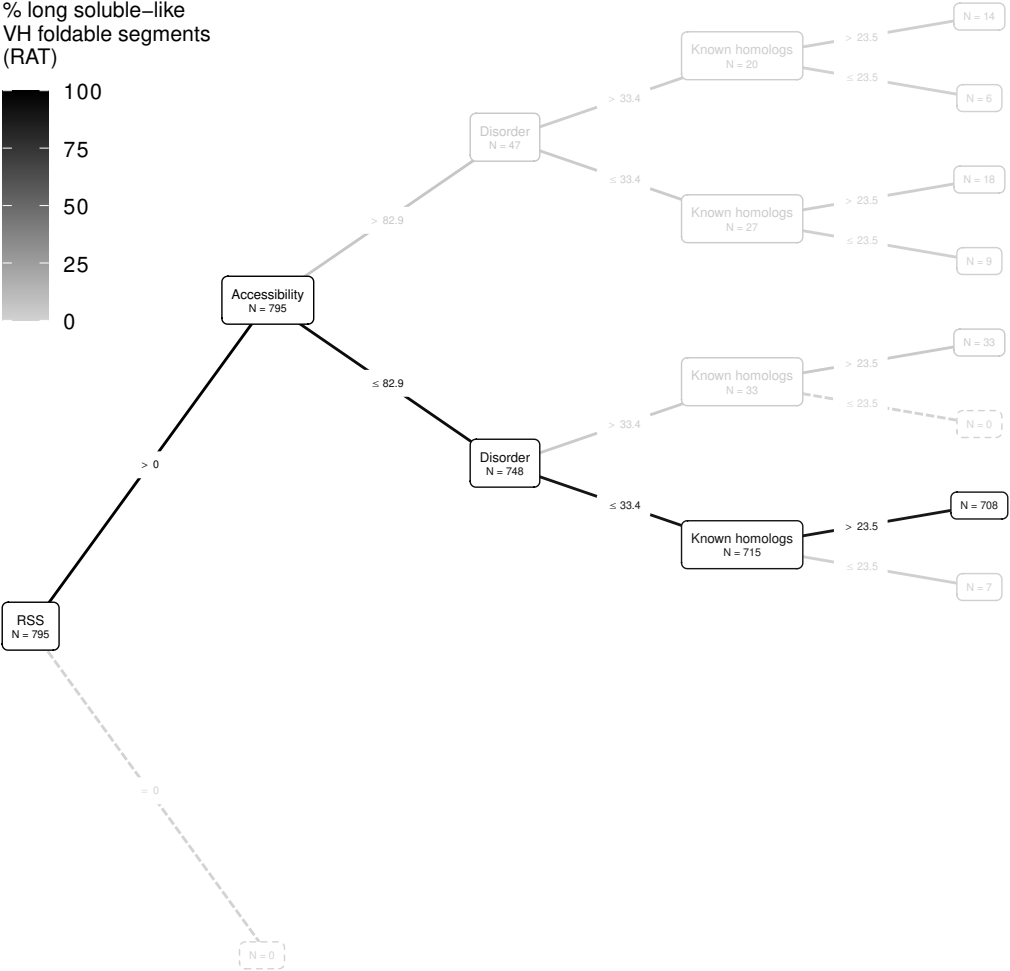 % long soluble−like
VH foldable segments
(RAT)
100
75
50
25
0
RSS
N = 795
> 0
= 0
N = 0
Accessibility
N = 795
> 82.9
≤ 82.9
Disorder
N = 47
> 33.4
≤ 33.4
Disorder
N = 748
> 33.4
≤ 33.4
Known homologs
N = 20
> 23.5
≤ 23.5
N = 14
N = 6
Known homologs
N = 27
> 23.5
≤ 23.5
N = 18
N = 9
Known homologs
N = 33
> 23.5
≤ 23.5
N = 33
N = 0
Known homologs
N = 715
> 23.5
≤ 23.5
N = 708
N = 7